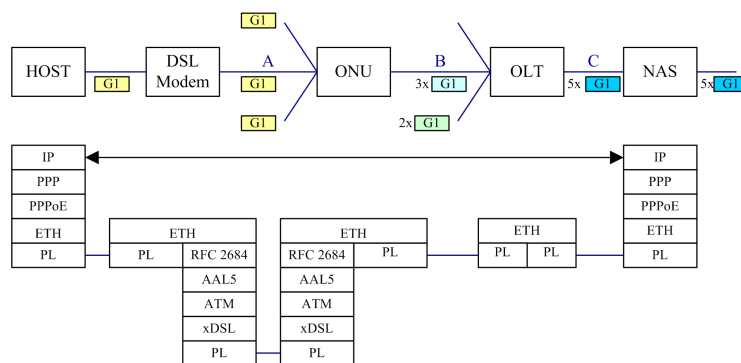 G1
HOST
DSL
Modem
A
ONU
B
OLT
C
NAS
G1
G1
3x G1
5x G1
5x G1
G1
2x G1
IP
IP
PPP
PPP
PPPoE
PPPoE
ETH
ETH
ETH
ETH
ETH
PL
PL
RFC 2684
RFC 2684
PL
PL
PL
PL
AAL5
AAL5
ATM
ATM
xDSL
xDSL
PL
PL